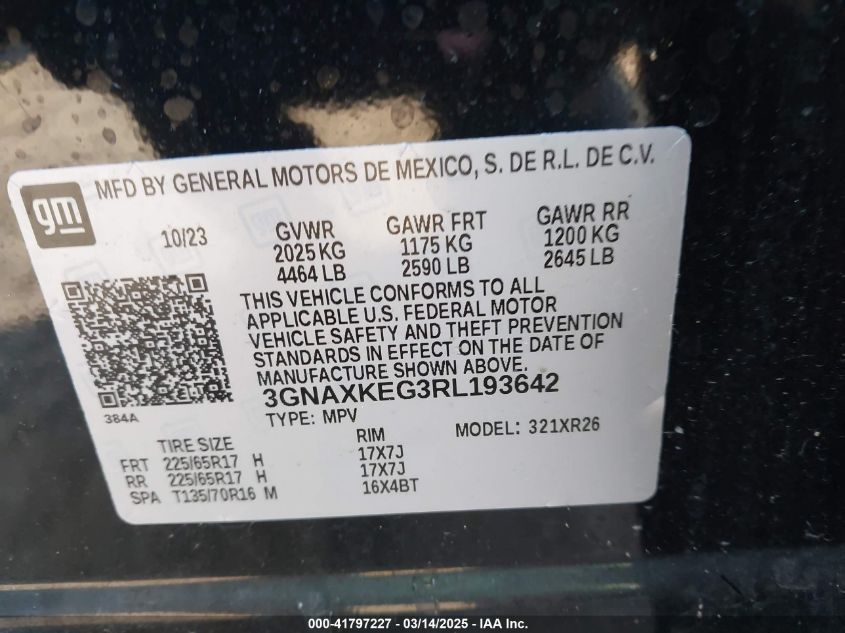 gm
MFD BY GENERAL MOTORS DE MEXICO, S. DE R.L. DE C.V.
10/23 GVWR GAWR FRT GAWR RR
2025 KG 1175 KG 1200 KG
4464 LB 2590 LB 2645 LB
THIS VEHICLE CONFORMS TO ALL
APPLICABLE U.S. FEDERAL MOTOR
VEHICLE SAFETY AND THEFT PREVENTION
STANDARDS IN EFFECT ON THE DATE OF
MANUFACTURE SHOWN ABOVE.
3GNAXKEG3RL193642
384A
TYPE: MPV MODEL: 321XR26
TIRE SIZE RIM
FRT 225/65R17 H 17X7J
RR 225/65R17 H 17X7J
SPA T135/70R16 M 16X4BT
000-41797227 - 03/14/2025 - IAA Inc.